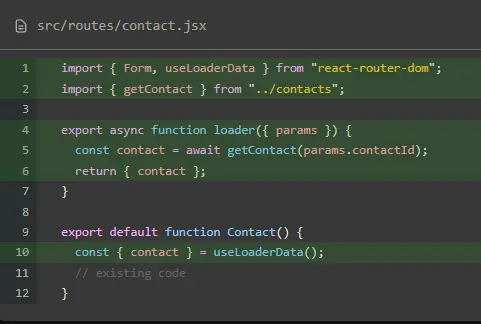 src/routes/contact.jsx
1 import { Form, useLoaderData } from "react-router-dom";
2 import { getContact } from "../contacts";
3
4 export async function loader({ params }) {
5   const contact = await getContact(params.contactId);
6   return { contact };
7 }
8
9 export default function Contact() {
10   const { contact } = useLoaderData();
11   // existing code
12 }